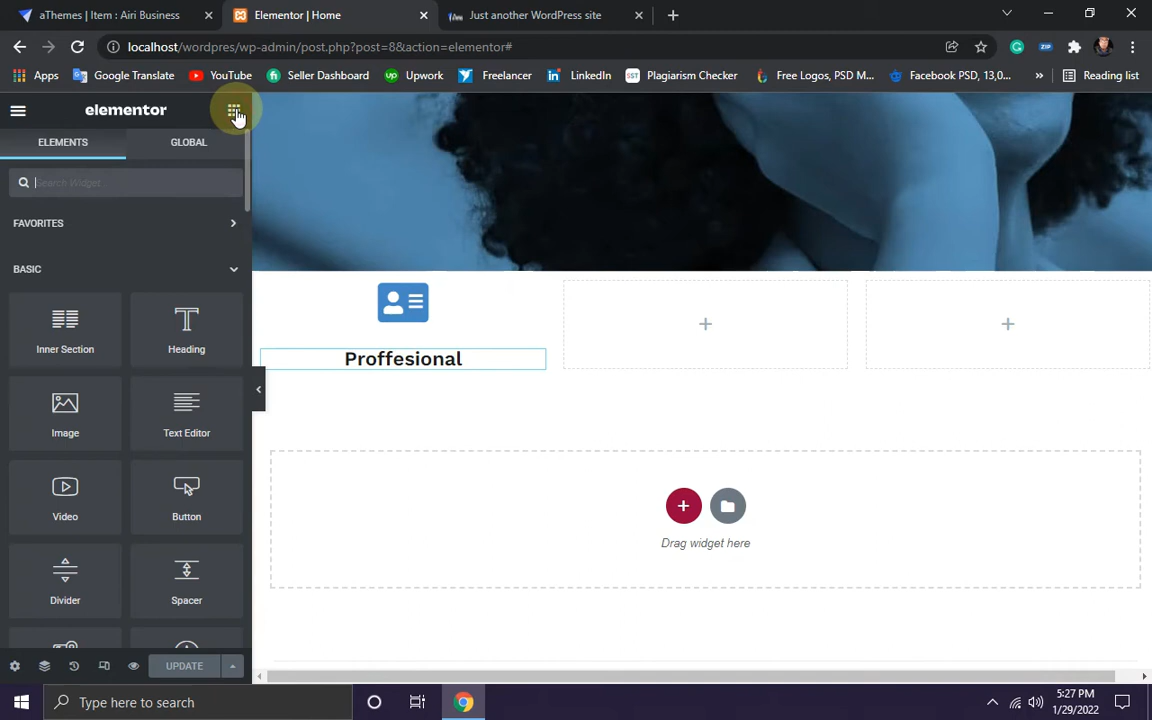 aThemes | Item : Airi Business
Elementor | Home
Just another WordPress site
localhost/wordpres/wp-admin/post.php?post=8&action=elementor#
ZIP
Apps
Google Translate
YouTube
Seller Dashboard
Upwork
Freelancer
LinkedIn
Plagiarism Checker
Free Logos, PSD M...
Facebook PSD, 13,0...
»
Reading list
elementor
ELEMENTS
GLOBAL
Search Widget...
FAVORITES
BASIC
Inner Section
Heading
Image
Text Editor
Video
Button
Divider
Spacer
UPDATE
Proffesional
Drag widget here
Type here to search
5:27 PM
1/29/2022